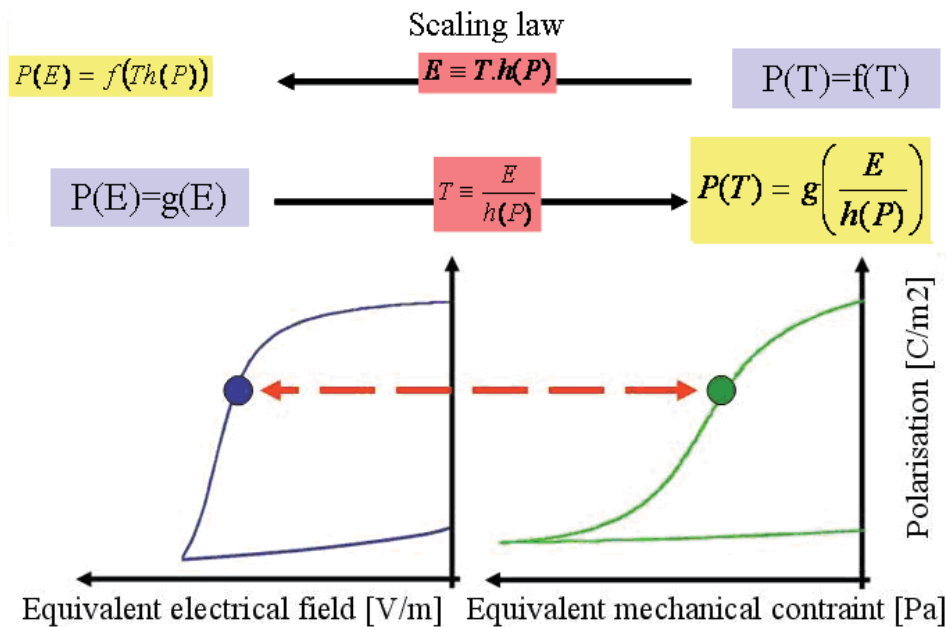 Scaling law
P(E) = f(Th(P))
E ≡ T.h(P)
P(T)=f(T)
P(E)=g(E)
T ≡ E / h(P)
P(T) = g( E / h(P) )
Polarisation [C/m2]
Equivalent electrical field [V/m]
Equivalent mechanical contraint [Pa]